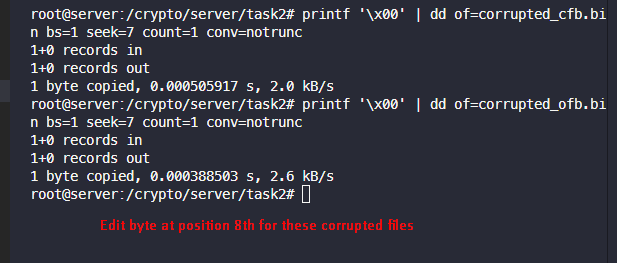 root@server:/crypto/server/task2# printf '\x00' | dd of=corrupted_cfb.bi
n bs=1 seek=7 count=1 conv=notrunc
1+0 records in
1+0 records out
1 byte copied, 0.000505917 s, 2.0 kB/s
root@server:/crypto/server/task2# printf '\x00' | dd of=corrupted_ofb.bi
n bs=1 seek=7 count=1 conv=notrunc
1+0 records in
1+0 records out
1 byte copied, 0.000388503 s, 2.6 kB/s
root@server:/crypto/server/task2#
Edit byte at position 8th for these corrupted files